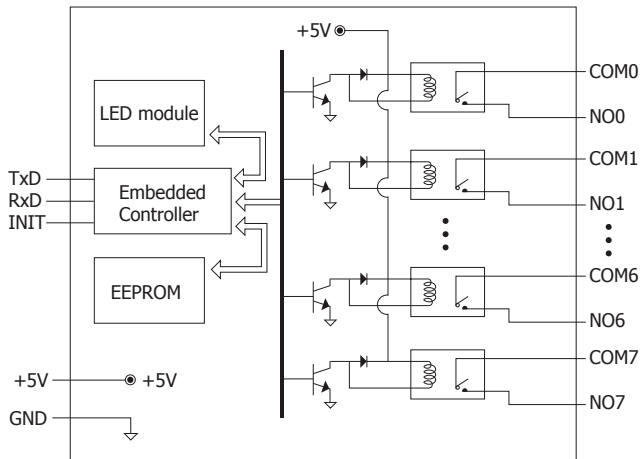 +5V
LED module
TxD
RxD
INIT
Embedded
Controller
EEPROM
+5V
+5V
GND
COM0
NO0
COM1
NO1
COM6
NO6
COM7
NO7